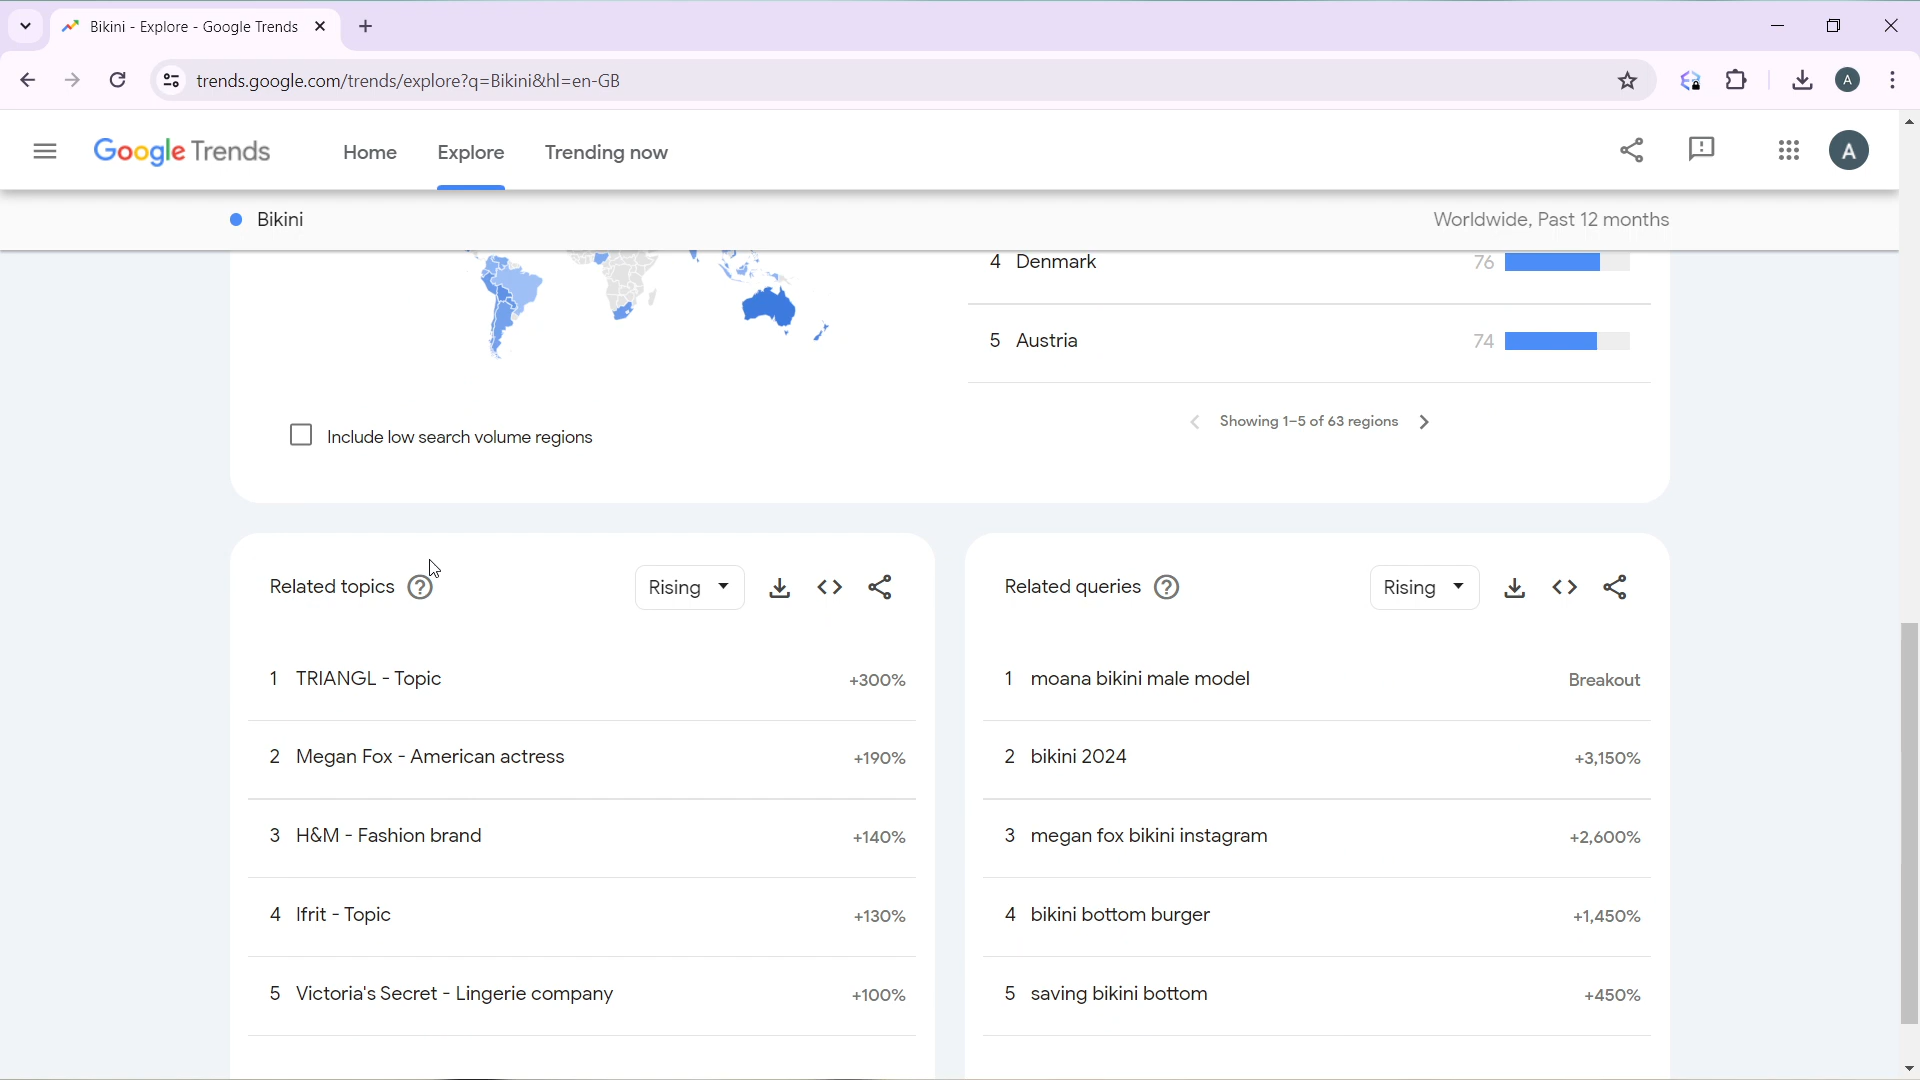 Bikini - Explore - Google Trends
trends.google.com/trends/explore?q=Bikini&hl=en-GB
A
Google Trends
Home
Explore
Trending now
A
Bikini
Worldwide, Past 12 months
4 Denmark 76
5 Austria 74
Showing 1–5 of 63 regions
Include low search volume regions
Related topics
Rising
1 TRIANGL - Topic +300%
2 Megan Fox - American actress +190%
3 H&M - Fashion brand +140%
4 Ifrit - Topic +130%
5 Victoria's Secret - Lingerie company +100%
Related queries
Rising
1 moana bikini male model Breakout
2 bikini 2024 +3,150%
3 megan fox bikini instagram +2,600%
4 bikini bottom burger +1,450%
5 saving bikini bottom +450%